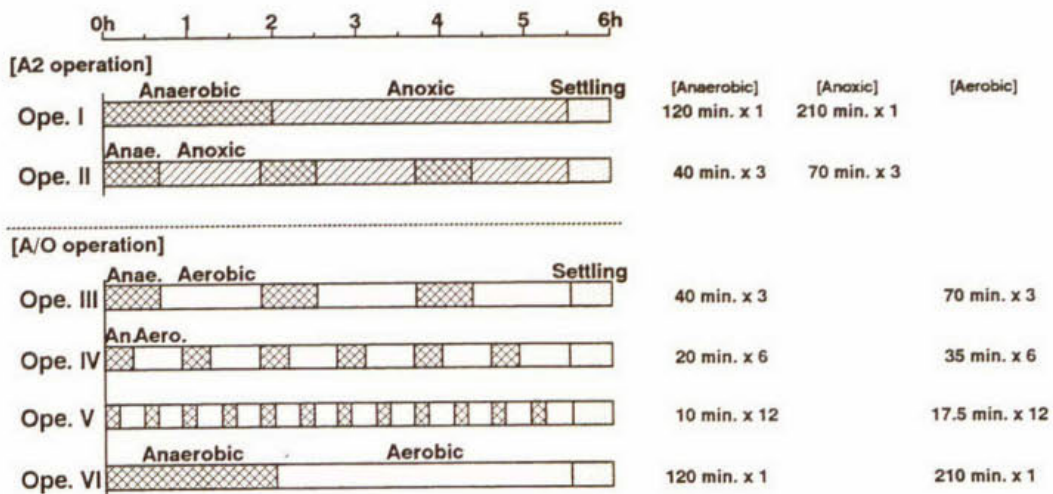 0h 1 2 3 4 5 6h
[A2 operation]
Anaerobic Anoxic Settling [Anaerobic] [Anoxic] [Aerobic]
Ope. I 120 min. x 1 210 min. x 1
Anae. Anoxic
Ope. II 40 min. x 3 70 min. x 3
[A/O operation]
Anae. Aerobic Settling
Ope. III 40 min. x 3 70 min. x 3
An.Aero.
Ope. IV 20 min. x 6 35 min. x 6
Ope. V 10 min. x 12 17.5 min. x 12
Anaerobic Aerobic
Ope. VI 120 min. x 1 210 min. x 1